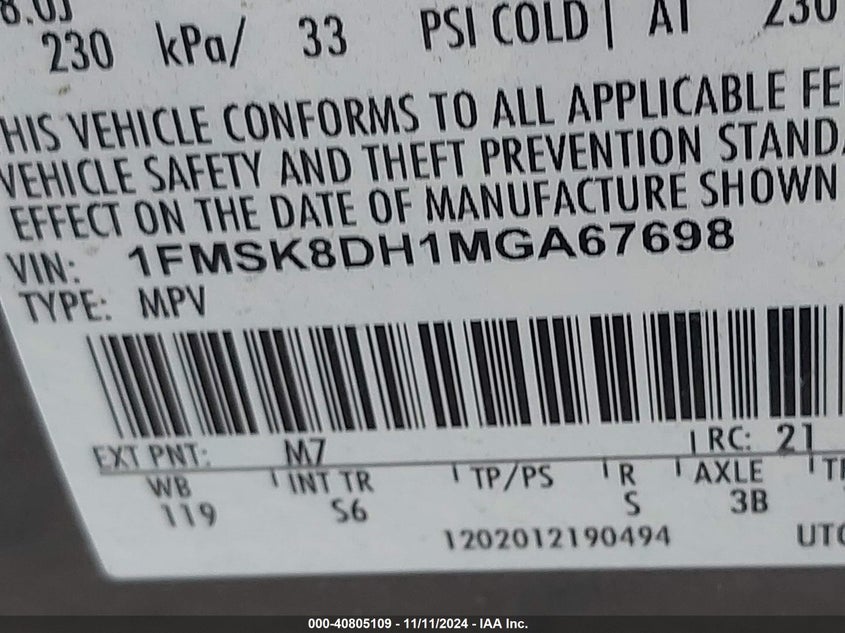 230 kPa/ 33 PSI COLD | AT 230
HIS VEHICLE CONFORMS TO ALL APPLICABLE FE
VEHICLE SAFETY AND THEFT PREVENTION STANDA
EFFECT ON THE DATE OF MANUFACTURE SHOWN
VIN: 1FMSK8DH1MGA67698
TYPE: MPV
EXT PNT: M7 RC: 21
WB INT TR TP/PS R AXLE
119 S6 S 3B
1202012190494 UTC
000-40805109 - 11/11/2024 - IAA Inc.